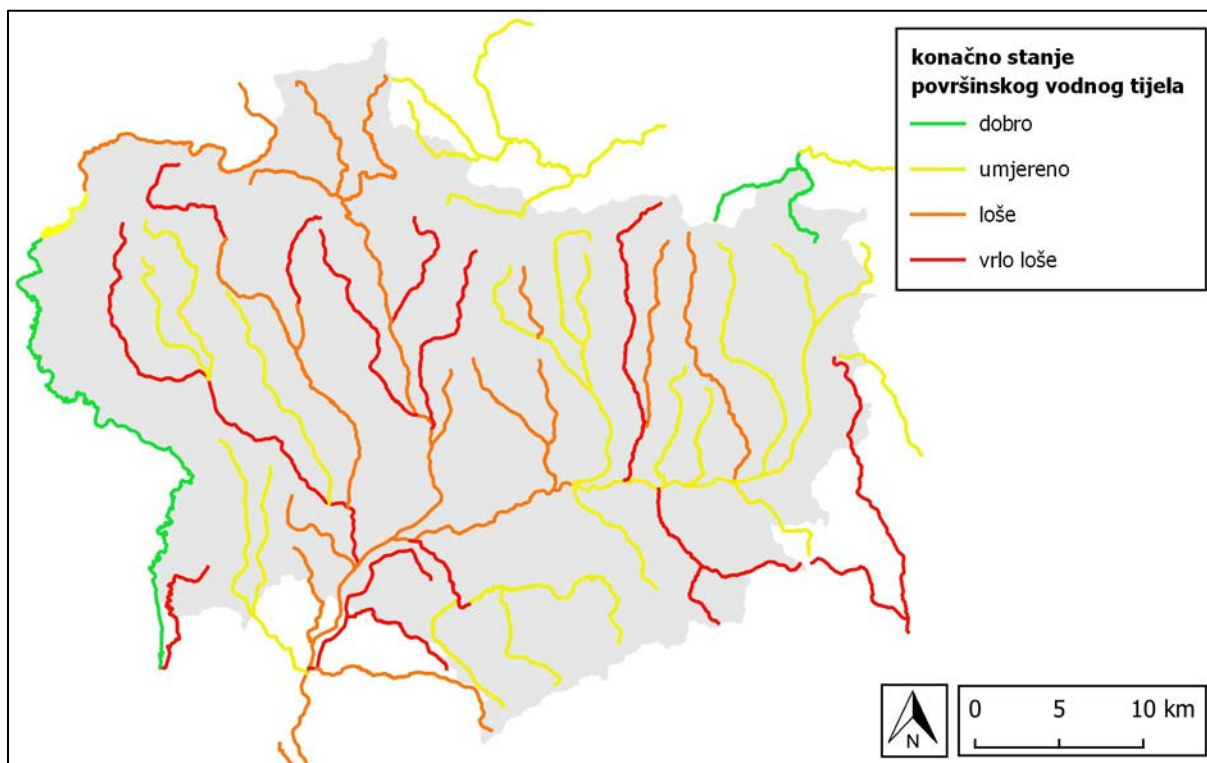 konačno stanje
površinskog vodnog tijela
dobro
umjereno
loše
vrlo loše
N
0 5 10 km